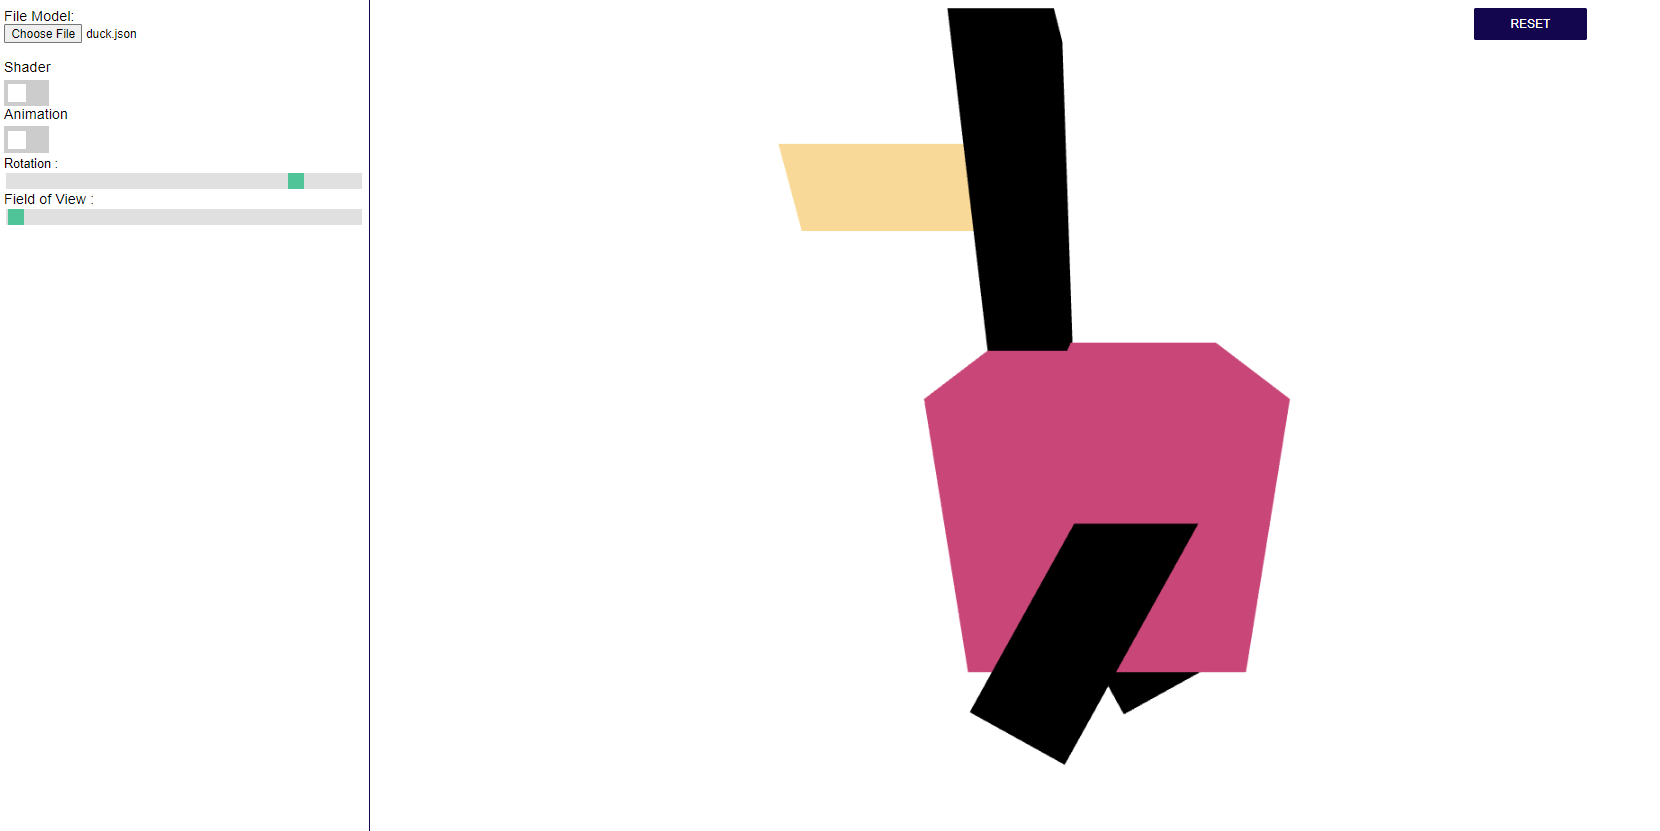 File Model:
Choose File duck.json
Shader
Animation
Rotation :
Field of View :
RESET